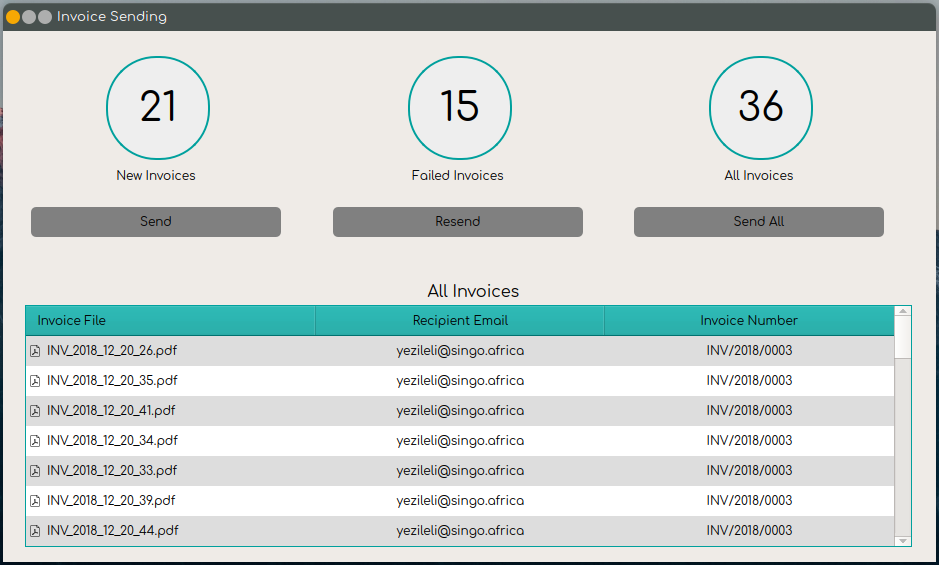 Invoice Sending
21 15 36
New Invoices Failed Invoices All Invoices
Send Resend Send All
All Invoices
Invoice File Recipient Email Invoice Number
INV_2018_12_20_26.pdf yezileli@singo.africa INV/2018/0003
INV_2018_12_20_35.pdf yezileli@singo.africa INV/2018/0003
INV_2018_12_20_41.pdf yezileli@singo.africa INV/2018/0003
INV_2018_12_20_34.pdf yezileli@singo.africa INV/2018/0003
INV_2018_12_20_33.pdf yezileli@singo.africa INV/2018/0003
INV_2018_12_20_39.pdf yezileli@singo.africa INV/2018/0003
INV_2018_12_20_44.pdf yezileli@singo.africa INV/2018/0003